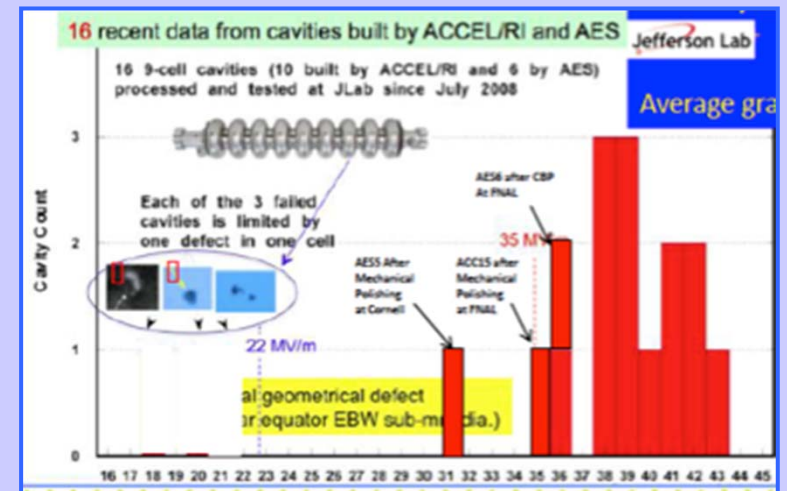 16 recent data from cavities built by ACCEL/RI and AES
Jefferson Lab
Average gra
16 9-cell cavities (10 built by ACCEL/RI and 6 by AES)
processed and tested at JLab since July 2008
Each of the 3 failed
cavities is limited by
one defect in one cell
AES6 after CBP
At FNAL
35 MV
AES5 After
Mechanical
Polishing
at Cornell
ACC15 after
Mechanical
Polishing
at FNAL
22 MV/m
al geometrical defect
r equator EBW sub-m dia.)
Cavity Count
3
2
1
0
16 17 18 19 20 21 22 23 24 25 26 27 28 29 30 31 32 33 34 35 36 37 38 39 40 41 42 43 44 45